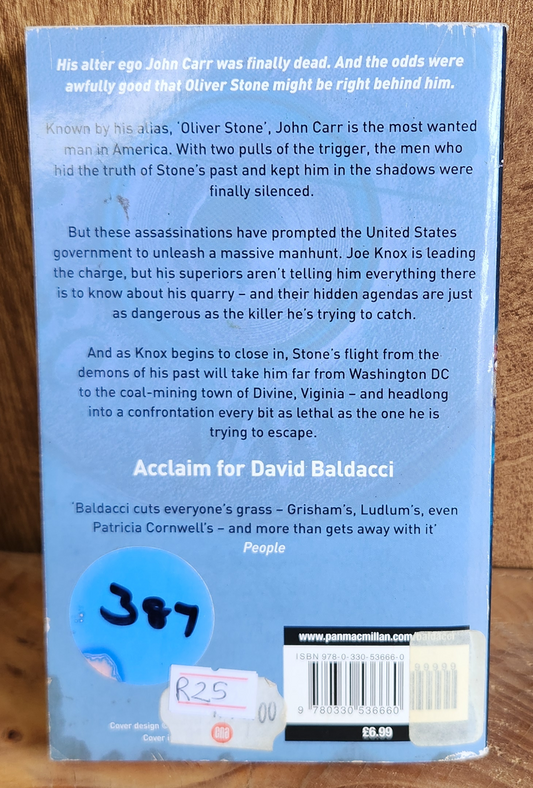 His alter ego John Carr was finally dead. And the odds were
awfully good that Oliver Stone might be right behind him.
Known by his alias, 'Oliver Stone', John Carr is the most wanted
man in America. With two pulls of the trigger, the men who
hid the truth of Stone's past and kept him in the shadows were
finally silenced.
But these assassinations have prompted the United States
government to unleash a massive manhunt. Joe Knox is leading
the charge, but his superiors aren't telling him everything there
is to know about his quarry – and their hidden agendas are just
as dangerous as the killer he's trying to catch.
And as Knox begins to close in, Stone's flight from the
demons of his past will take him far from Washington DC
to the coal-mining town of Divine, Viginia – and headlong
into a confrontation every bit as lethal as the one he is
trying to escape.
Acclaim for David Baldacci
'Baldacci cuts everyone's grass – Grisham's, Ludlum's, even
Patricia Cornwell's – and more than gets away with it'
People
387
www.panmacmillan.com/baldacci
ISBN 978-0-330-53666-0
R25
00
9 780330 536660
£6.99
Cover design
Cover